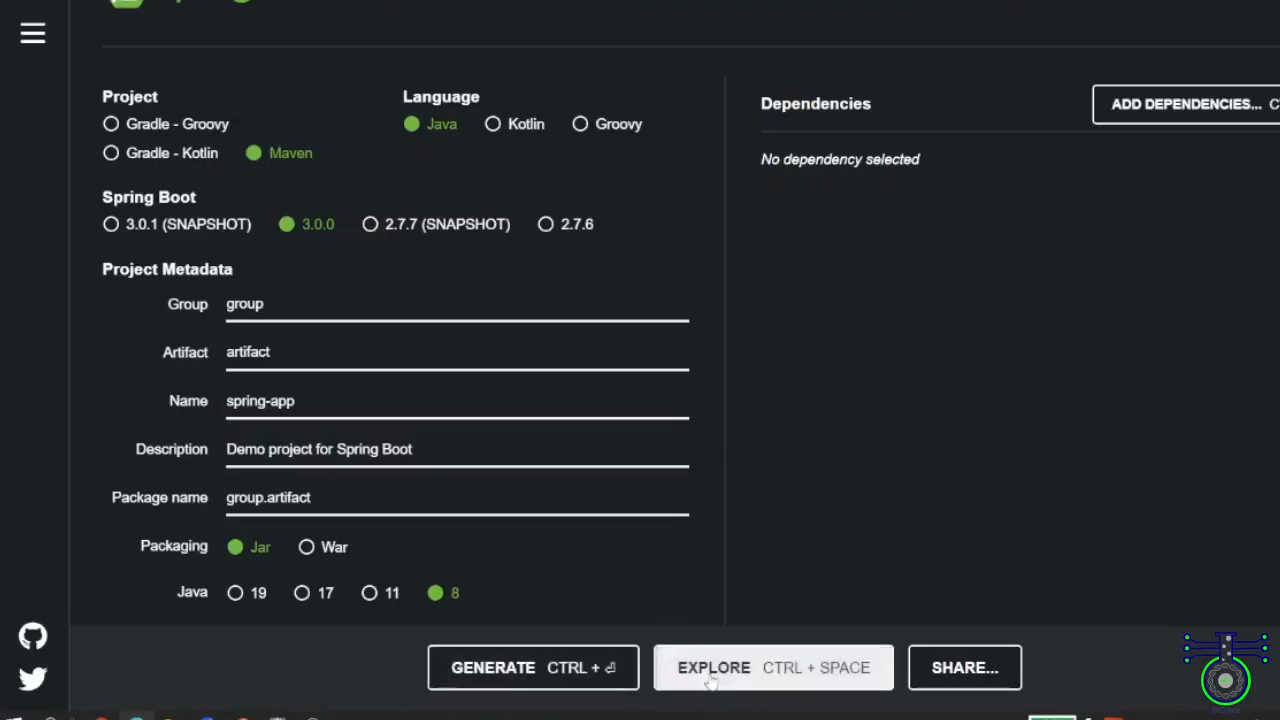 Project
Gradle - Groovy
Gradle - Kotlin Maven
Language
Java Kotlin Groovy
Spring Boot
3.0.1 (SNAPSHOT) 3.0.0 2.7.7 (SNAPSHOT) 2.7.6
Project Metadata
Group group
Artifact artifact
Name spring-app
Description Demo project for Spring Boot
Package name group.artifact
Packaging Jar War
Java 19 17 11 8
Dependencies ADD DEPENDENCIES...
No dependency selected
GENERATE CTRL + ⏎ EXPLORE CTRL + SPACE SHARE...